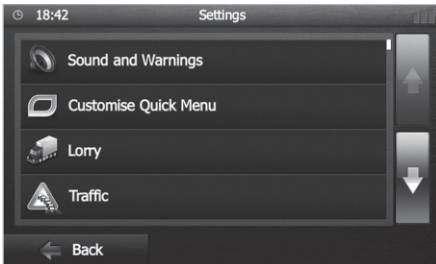 18:42 Settings
Sound and Warnings
Customise Quick Menu
Lorry
Traffic
Back